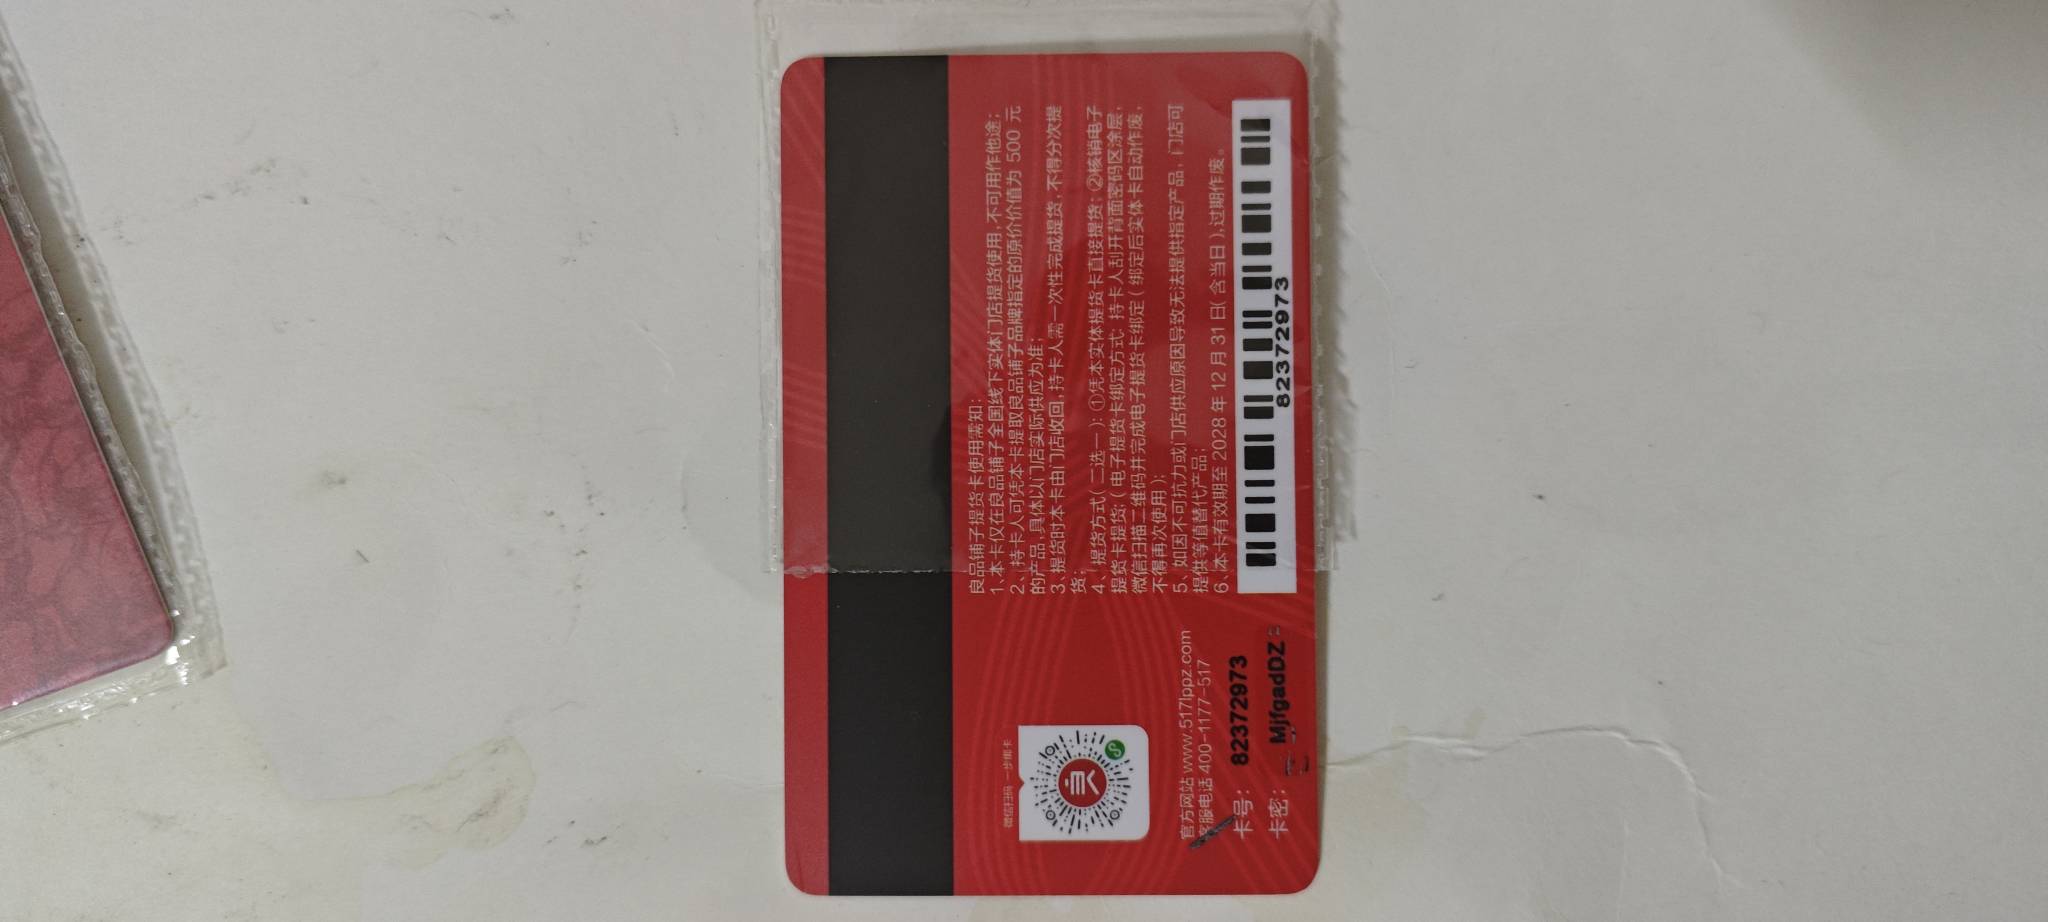 良品铺子提货卡使用需知：
1、本卡仅在良品铺子全国线下实体门店提货使用，不可用作他途；
2、持卡人可凭本卡提取良品铺子品牌指定的原价价值为 500 元
的产品，具体以门店实际供应为准；
3、提货时本卡由门店收回，持卡人需一次性完成提货，不得分次提
货；
4、提货方式（二选一）：①凭本实体提货卡直接提货；②核销电子
提货卡提货；（电子提货卡绑定方式：持卡人刮开背面密码区涂层，
微信扫描二维码并完成电子提货卡绑定（绑定后实体卡自动作废，
不得再次使用）；
5、如因不可抗力或门店供应原因导致无法提供指定产品，门店可
提供等值替代产品；
6、本卡有效期至 2028 年 12 月 31 日（含当日），过期作废。
82372973
微信扫码 一步绑卡
良
官方网站 www.517lppz.com
客服电话 400-1177-517
卡号： 82372973
卡密： MjfgadDZ